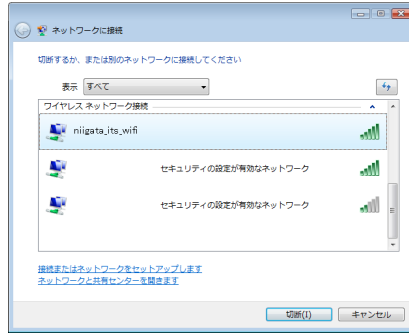 ネットワークに接続
切断するか、または別のネットワークに接続してください
表示 すべて
ワイヤレス ネットワーク接続
niigata_its_wifi
セキュリティの設定が有効なネットワーク
セキュリティの設定が有効なネットワーク
接続またはネットワークをセットアップします
ネットワークと共有センターを開きます
切断(I) キャンセル